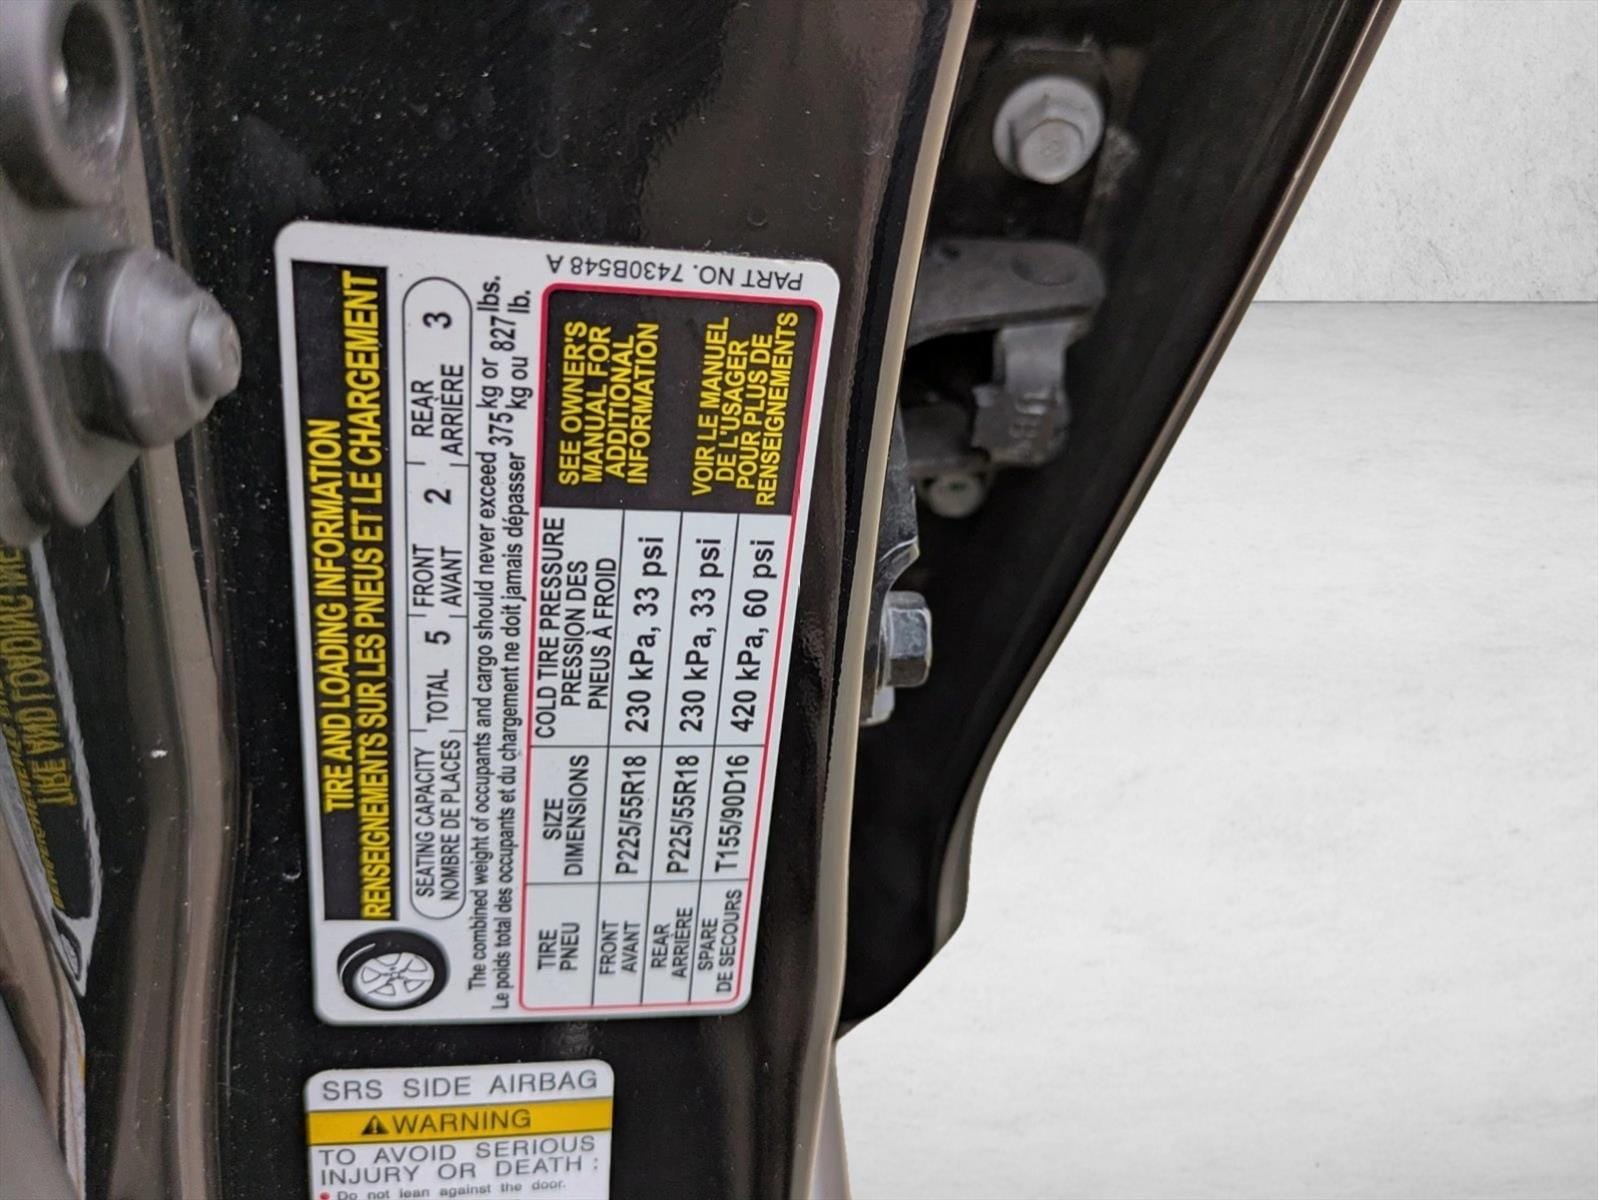 PART NO. 7430B548 A
TIRE AND LOADING INFORMATION
RENSEIGNEMENTS SUR LES PNEUS ET LE CHARGEMENT
SEATING CAPACITY TOTAL 5 FRONT 2 REAR 3
NOMBRE DE PLACES AVANT ARRIÈRE
The combined weight of occupants and cargo should never exceed 375 kg or 827 lbs.
Le poids total des occupants et du chargement ne doit jamais dépasser kg ou lb.
TIRE SIZE COLD TIRE PRESSURE
PNEU DIMENSIONS PRESSION DES
PNEUS À FROID
FRONT P225/55R18 230 kPa, 33 psi
AVANT
REAR P225/55R18 230 kPa, 33 psi
ARRIÈRE
SPARE T155/90D16 420 kPa, 60 psi
DE SECOURS
SEE OWNER'S
MANUAL FOR
ADDITIONAL
INFORMATION
VOIR LE MANUEL
DE L'USAGER
POUR PLUS DE
RENSEIGNEMENTS
SRS SIDE AIRBAG
WARNING
TO AVOID SERIOUS
INJURY OR DEATH :
• Do not lean against the door.
TIRE AND LOADING